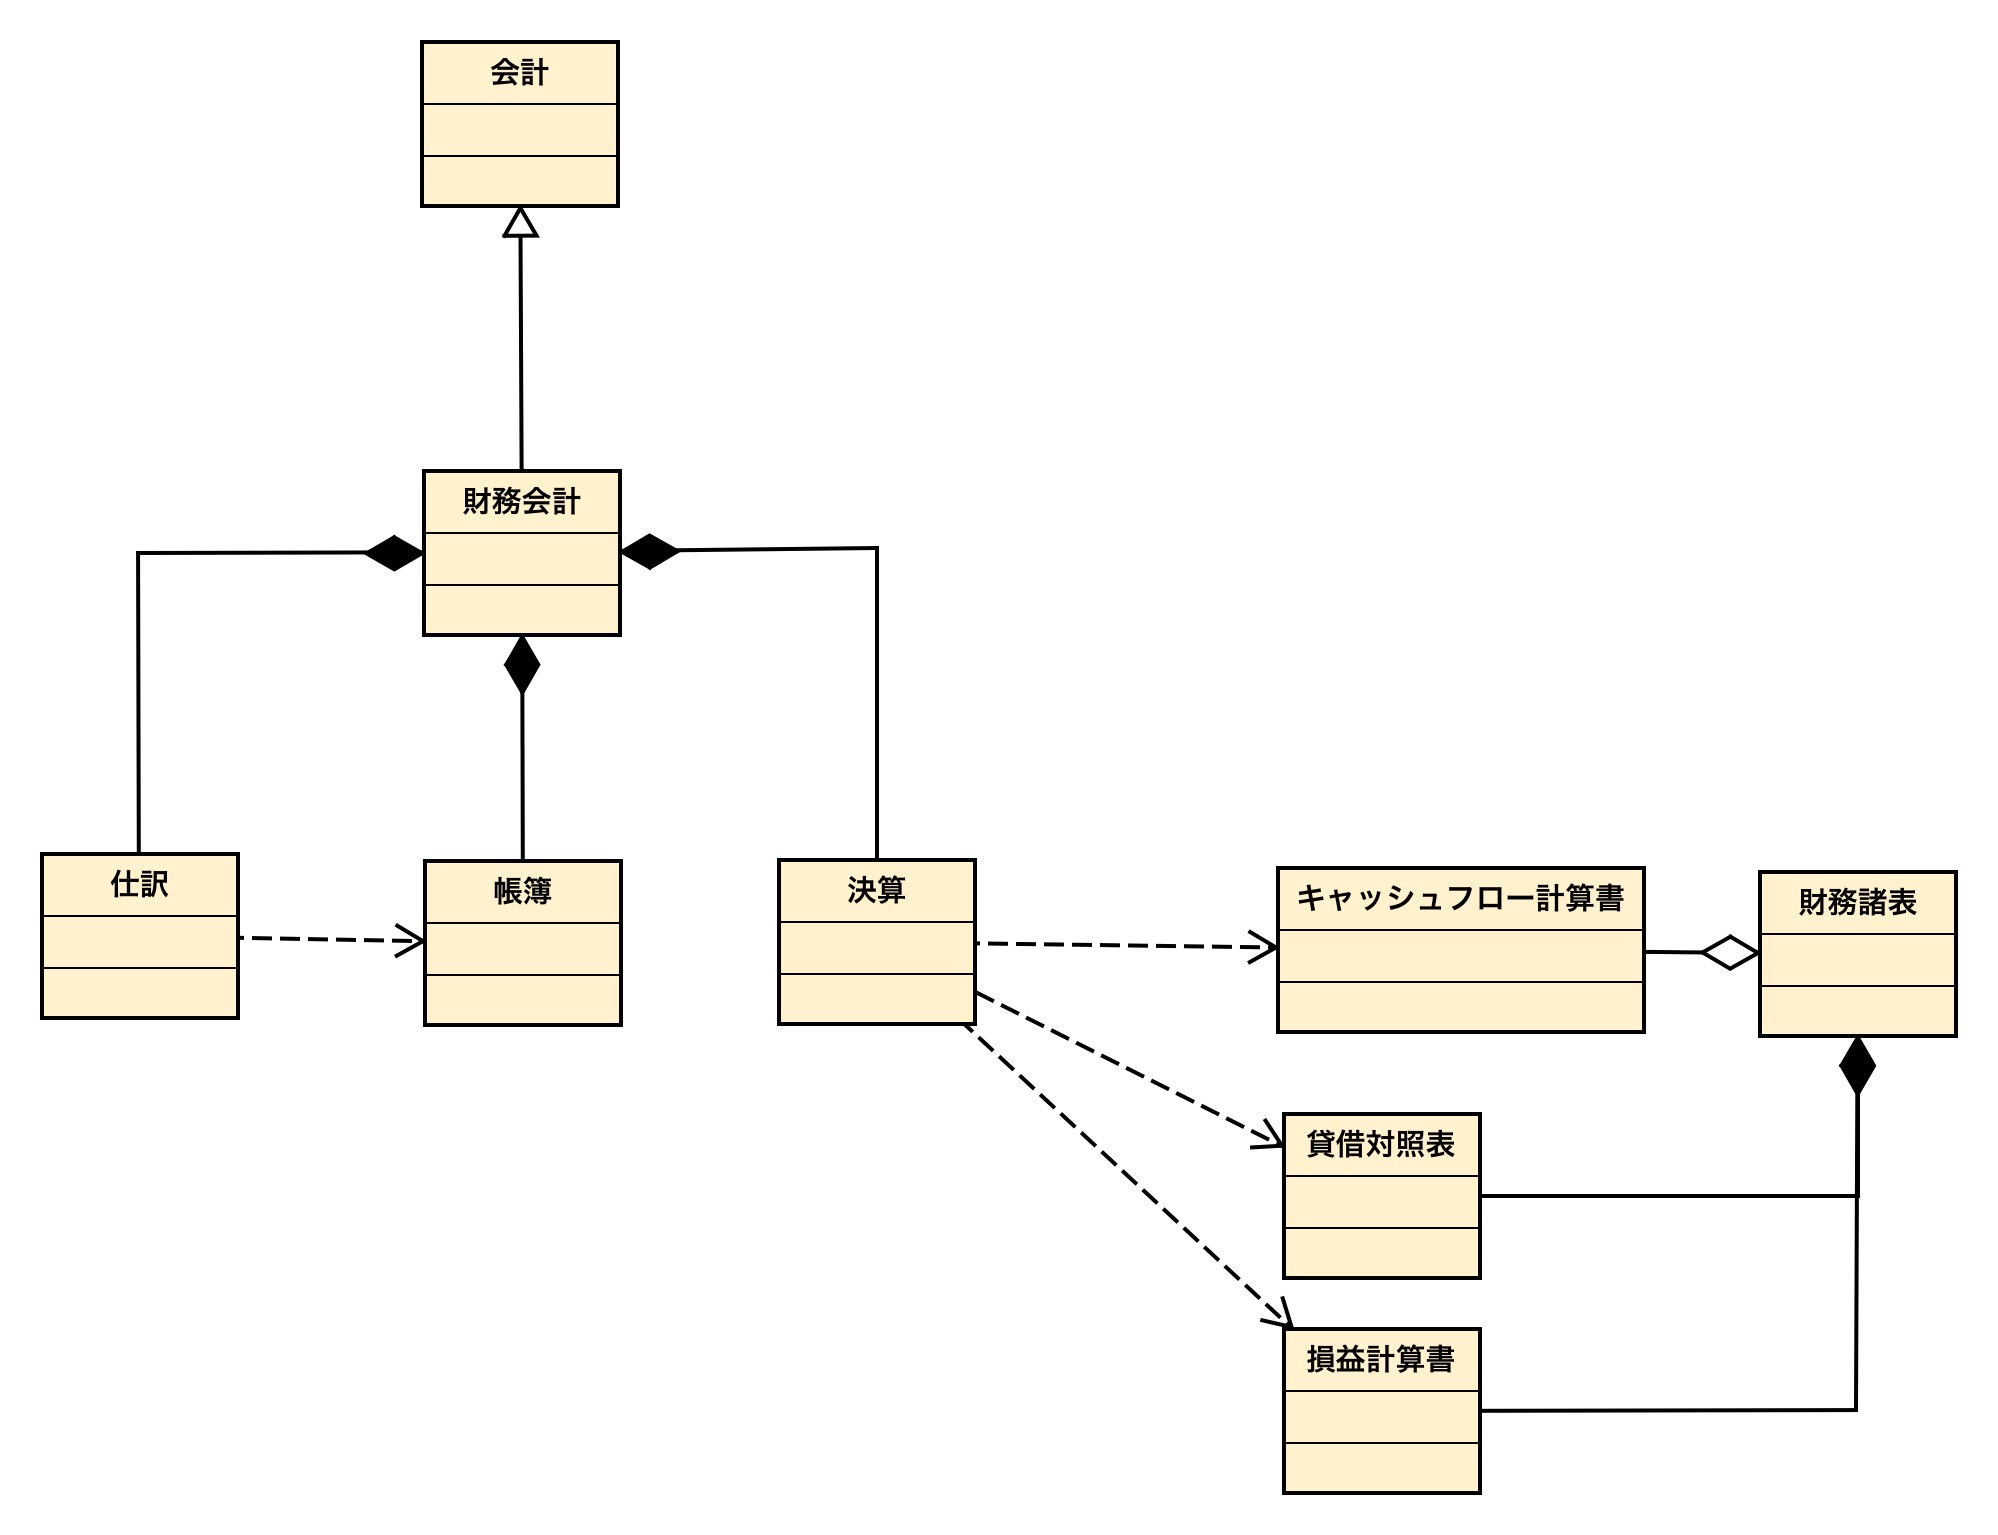 会計
財務会計
仕訳
帳簿
決算
キャッシュフロー計算書
財務諸表
貸借対照表
損益計算書